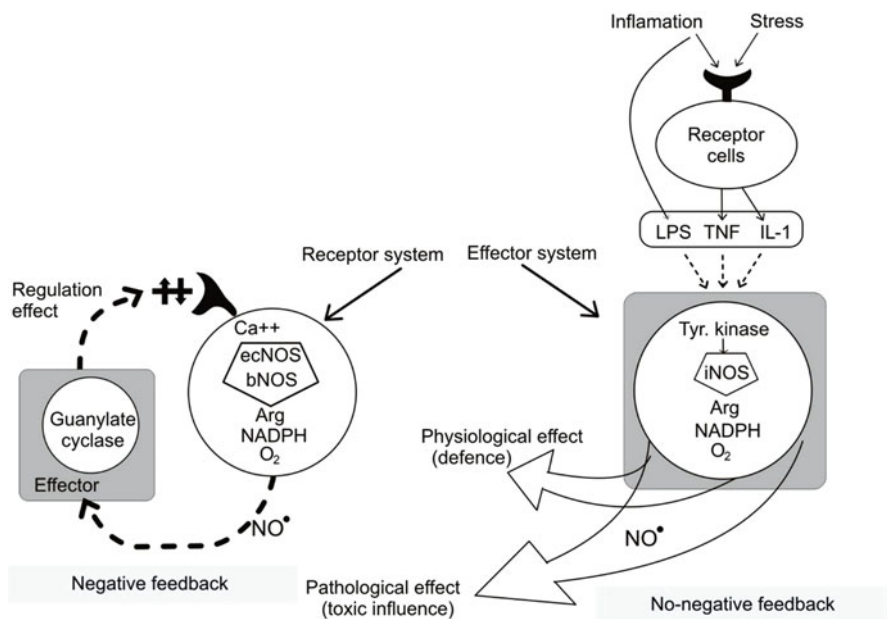 Inflamation
Stress
Receptor
cells
LPS TNF IL-1
Receptor system
Effector system
Regulation
effect
Ca++
ecNOS
bNOS
Arg
NADPH
O₂
Guanylate
cyclase
Effector
NO•
Negative feedback
Tyr. kinase
iNOS
Arg
NADPH
O₂
Physiological effect
(defence)
NO•
Pathological effect
(toxic influence)
No-negative feedback